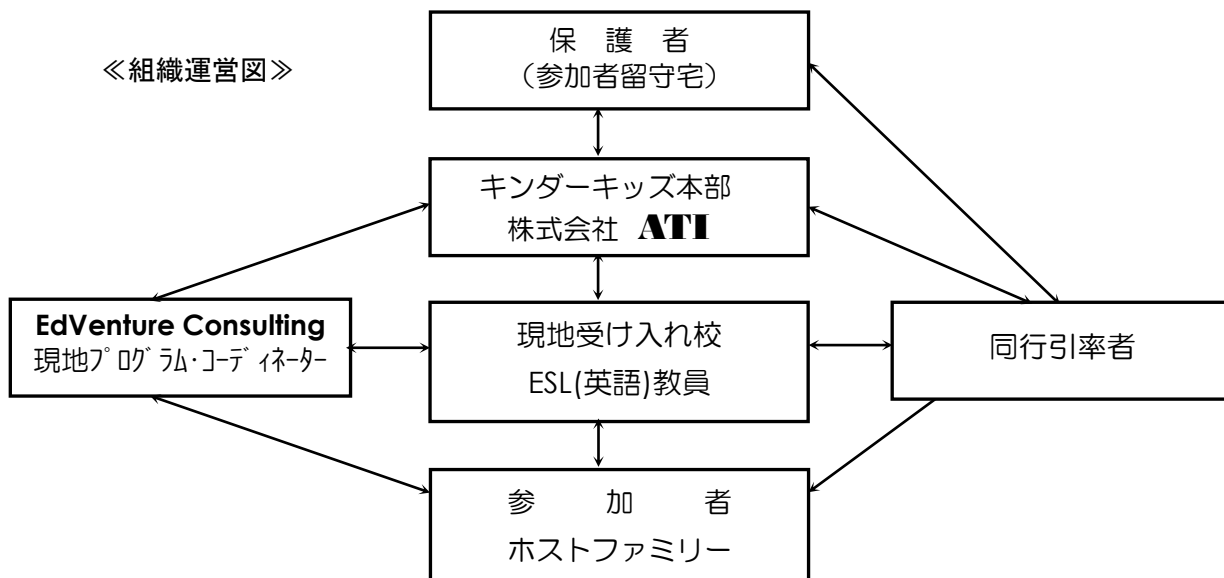 ≪組織運営図≫
保　護　者
（参加者留守宅）
キンダーキッズ本部
株式会社 ATI
EdVenture Consulting
現地ﾌﾟﾛｸﾞﾗﾑ･ｺｰﾃﾞｨﾈｰﾀｰ
現地受け入れ校
ESL(英語)教員
同行引率者
参　　加　　者
ホストファミリー